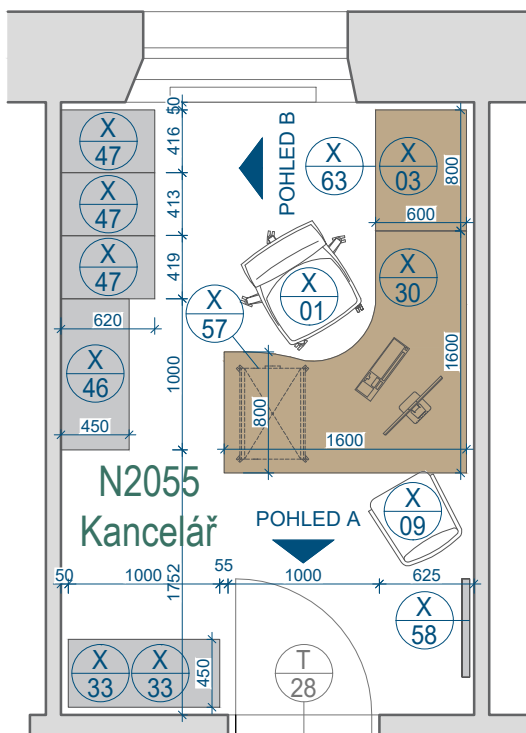 50
416
X
47
413
X
47
419
X
47
620
X
46
450
1000
POHLED B
X
63
X
03
800
600
X
01
X
30
X
57
1600
800
1600
N2055
Kancelář
POHLED A
X
09
50
1000
1752
55
1000
625
X
58
X
33
X
33
450
T
28